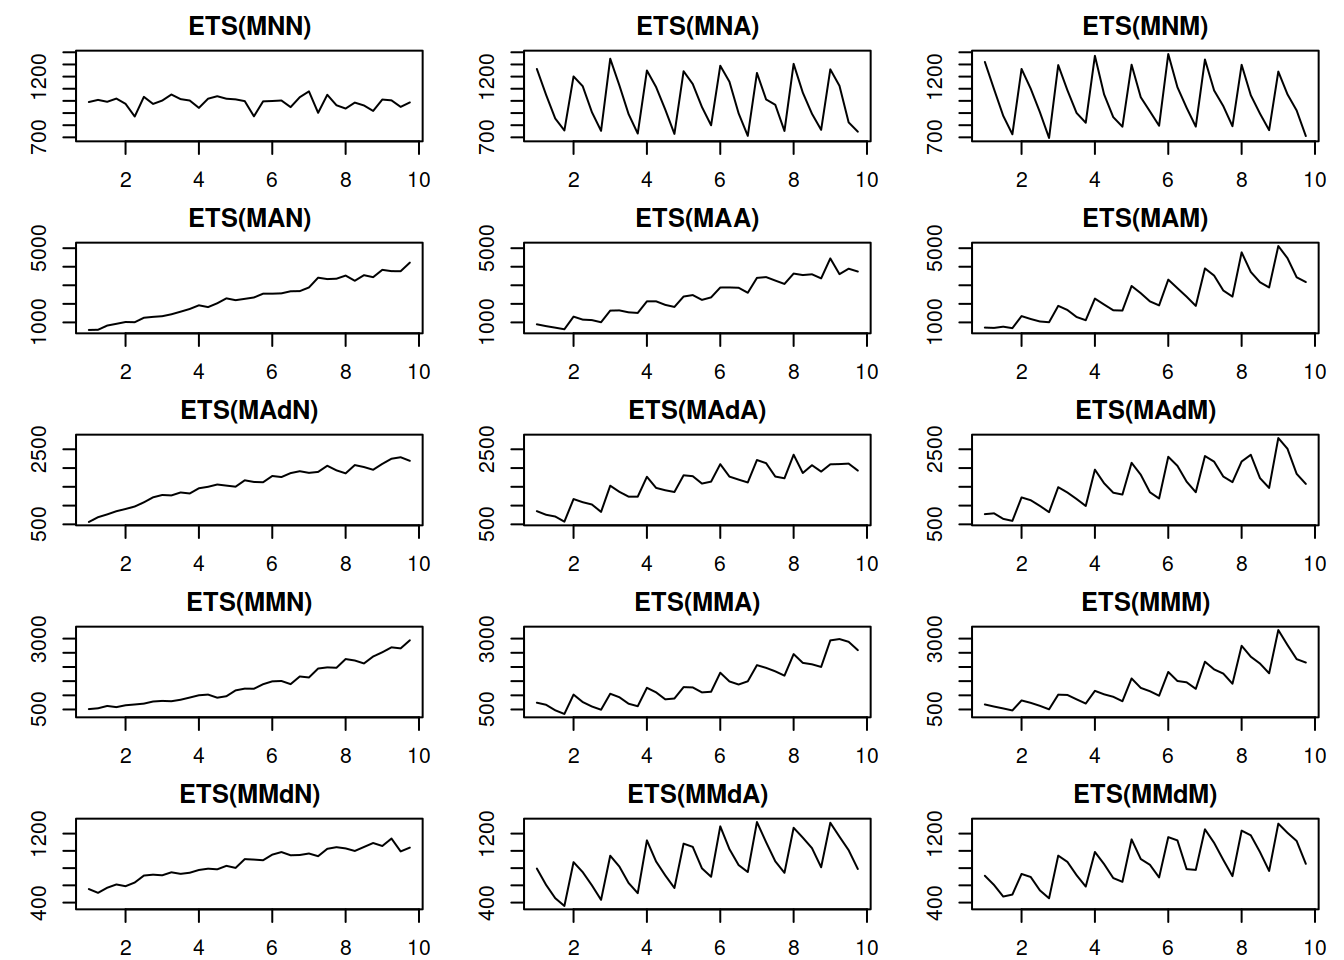 ETS(MNN) ETS(MNA) ETS(MNM)
700 1200 700 1200 700 1200
2 4 6 8 10 2 4 6 8 10 2 4 6 8 10
ETS(MAN) ETS(MAA) ETS(MAM)
1000 5000 1000 5000 1000 5000
2 4 6 8 10 2 4 6 8 10 2 4 6 8 10
ETS(MAdN) ETS(MAdA) ETS(MAdM)
500 2500 500 2500 500 2500
2 4 6 8 10 2 4 6 8 10 2 4 6 8 10
ETS(MMN) ETS(MMA) ETS(MMM)
500 3000 500 3000 500 3000
2 4 6 8 10 2 4 6 8 10 2 4 6 8 10
ETS(MMdN) ETS(MMdA) ETS(MMdM)
400 1200 400 1200 400 1200
2 4 6 8 10 2 4 6 8 10 2 4 6 8 10